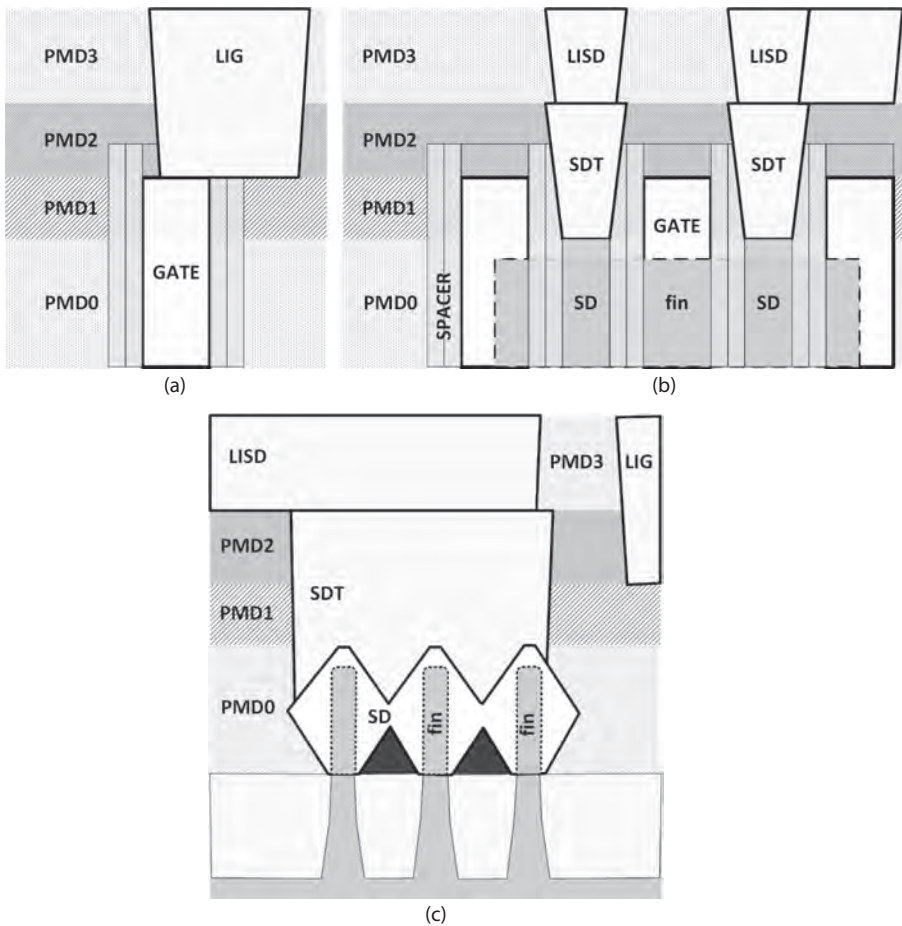 PMD3
LIG
PMD2
PMD1
GATE
PMD0
(a)
PMD3
LISD
LISD
PMD2
SDT
SDT
PMD1
GATE
PMD0
SPACER
SD
fin
SD
(b)
LISD
PMD3
LIG
PMD2
SDT
PMD1
PMD0
SD
fin
fin
(c)